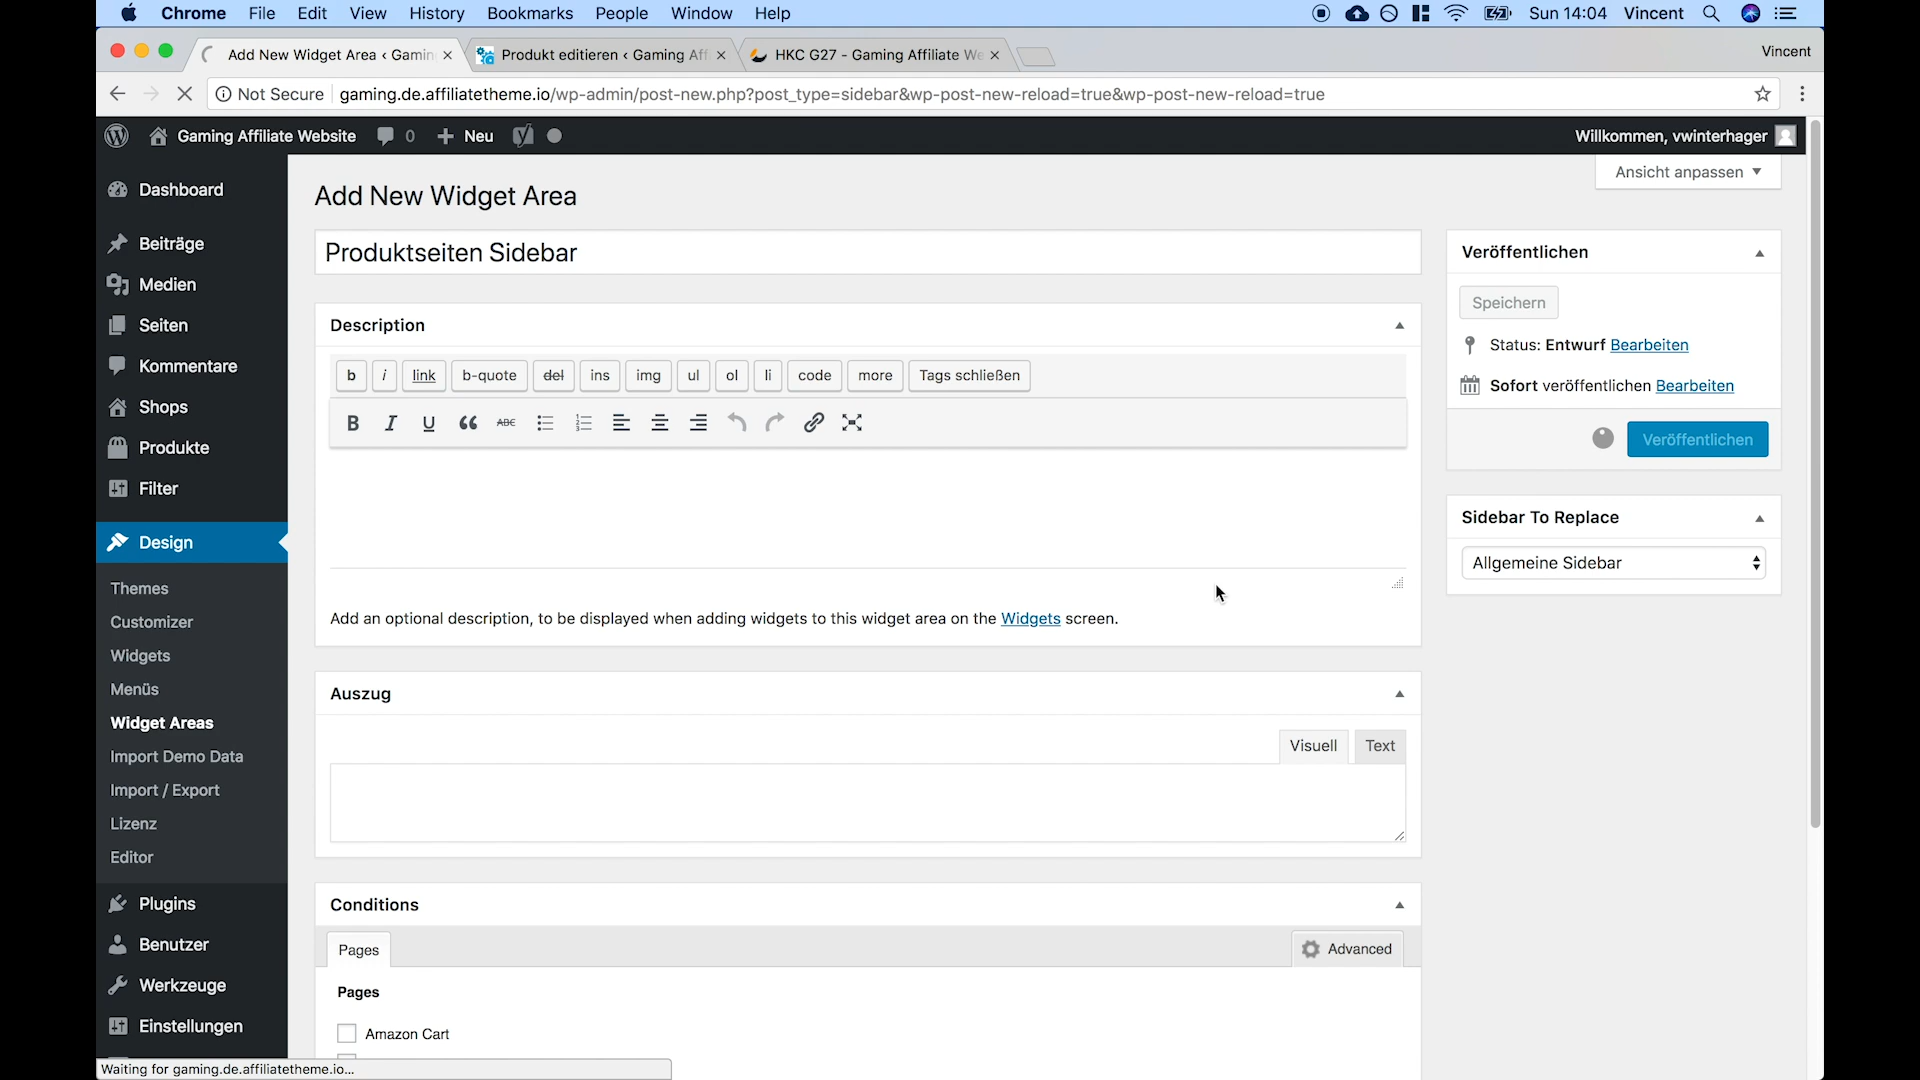 Chrome File Edit View History Bookmarks People Window Help Sun 14:04 Vincent
Add New Widget Area ‹ Gamin Produkt editieren ‹ Gaming Aff HKC G27 - Gaming Affiliate We Vincent
Not Secure gaming.de.affiliatetheme.io/wp-admin/post-new.php?post_type=sidebar&wp-post-new-reload=true&wp-post-new-reload=true
Gaming Affiliate Website 0 Neu Willkommen, vwinterhager
Ansicht anpassen
Dashboard
Beiträge
Medien
Seiten
Kommentare
Shops
Produkte
Filter
Design
Themes
Customizer
Widgets
Menüs
Widget Areas
Import Demo Data
Import / Export
Lizenz
Editor
Plugins
Benutzer
Werkzeuge
Einstellungen
Add New Widget Area
Produktseiten Sidebar
Description
b i link b-quote del ins img ul ol li code more Tags schließen
B I U ABC
Add an optional description, to be displayed when adding widgets to this widget area on the Widgets screen.
Auszug
Visuell Text
Conditions
Pages Advanced
Pages
Amazon Cart
Veröffentlichen
Speichern
Status: Entwurf Bearbeiten
Sofort veröffentlichen Bearbeiten
Veröffentlichen
Sidebar To Replace
Allgemeine Sidebar
Waiting for gaming.de.affiliatetheme.io...